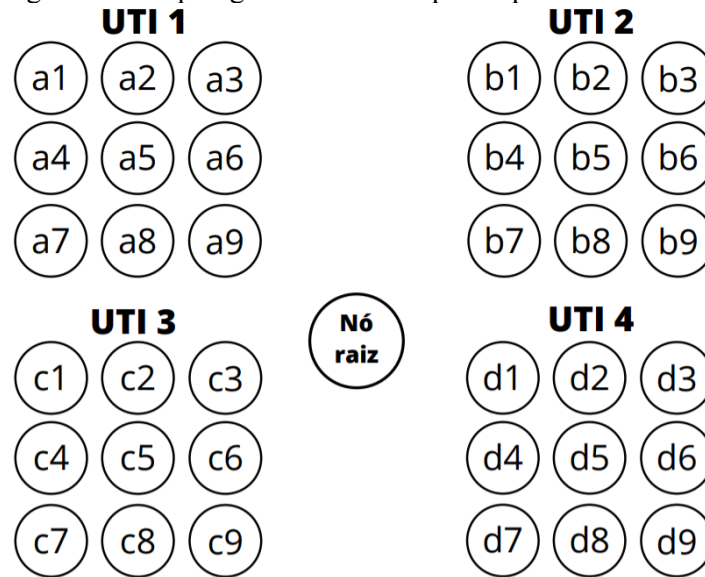 UTI 1
a1 a2 a3
a4 a5 a6
a7 a8 a9
UTI 2
b1 b2 b3
b4 b5 b6
b7 b8 b9
Nó
raiz
UTI 3
c1 c2 c3
c4 c5 c6
c7 c8 c9
UTI 4
d1 d2 d3
d4 d5 d6
d7 d8 d9